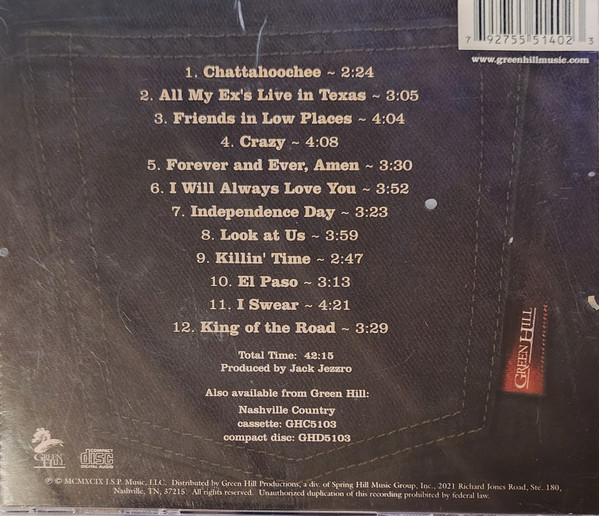 7 92755 51402 3
www.greenhillmusic.com
1. Chattahoochee ~ 2:24
2. All My Ex's Live in Texas ~ 3:05
3. Friends in Low Places ~ 4:04
4. Crazy ~ 4:08
5. Forever and Ever, Amen ~ 3:30
6. I Will Always Love You ~ 3:52
7. Independence Day ~ 3:23
8. Look at Us ~ 3:59
9. Killin' Time ~ 2:47
10. El Paso ~ 3:13
11. I Swear ~ 4:21
12. King of the Road ~ 3:29
GREEN HILL
Total Time: 42:15
Produced by Jack Jezzro
Also available from Green Hill:
Nashville Country
cassette: GHC5103
compact disc: GHD5103
GREEN HILL
COMPACT
disc
DIGITAL AUDIO
℗ © MCMXCIX J.S.P. Music, LLC. Distributed by Green Hill Productions, a div. of Spring Hill Music Group, Inc., 2021 Richard Jones Road, Ste. 180,
Nashville, TN, 37215 All rights reserved. Unauthorized duplication of this recording prohibited by federal law.